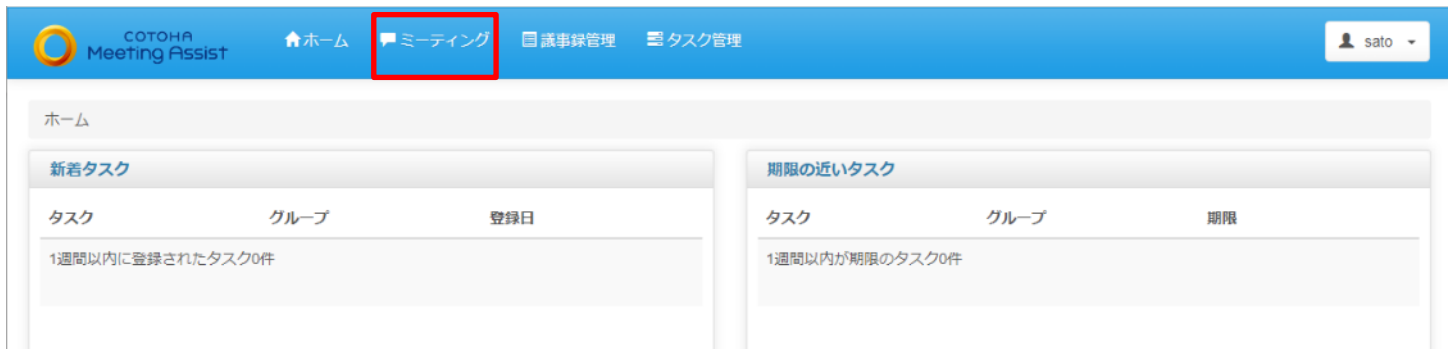 COTOHA
Meeting Assist
ホーム ミーティング 議事録管理 タスク管理 sato
ホーム
新着タスク
タスク グループ 登録日
1週間以内に登録されたタスク0件
期限の近いタスク
タスク グループ 期限
1週間以内が期限のタスク0件